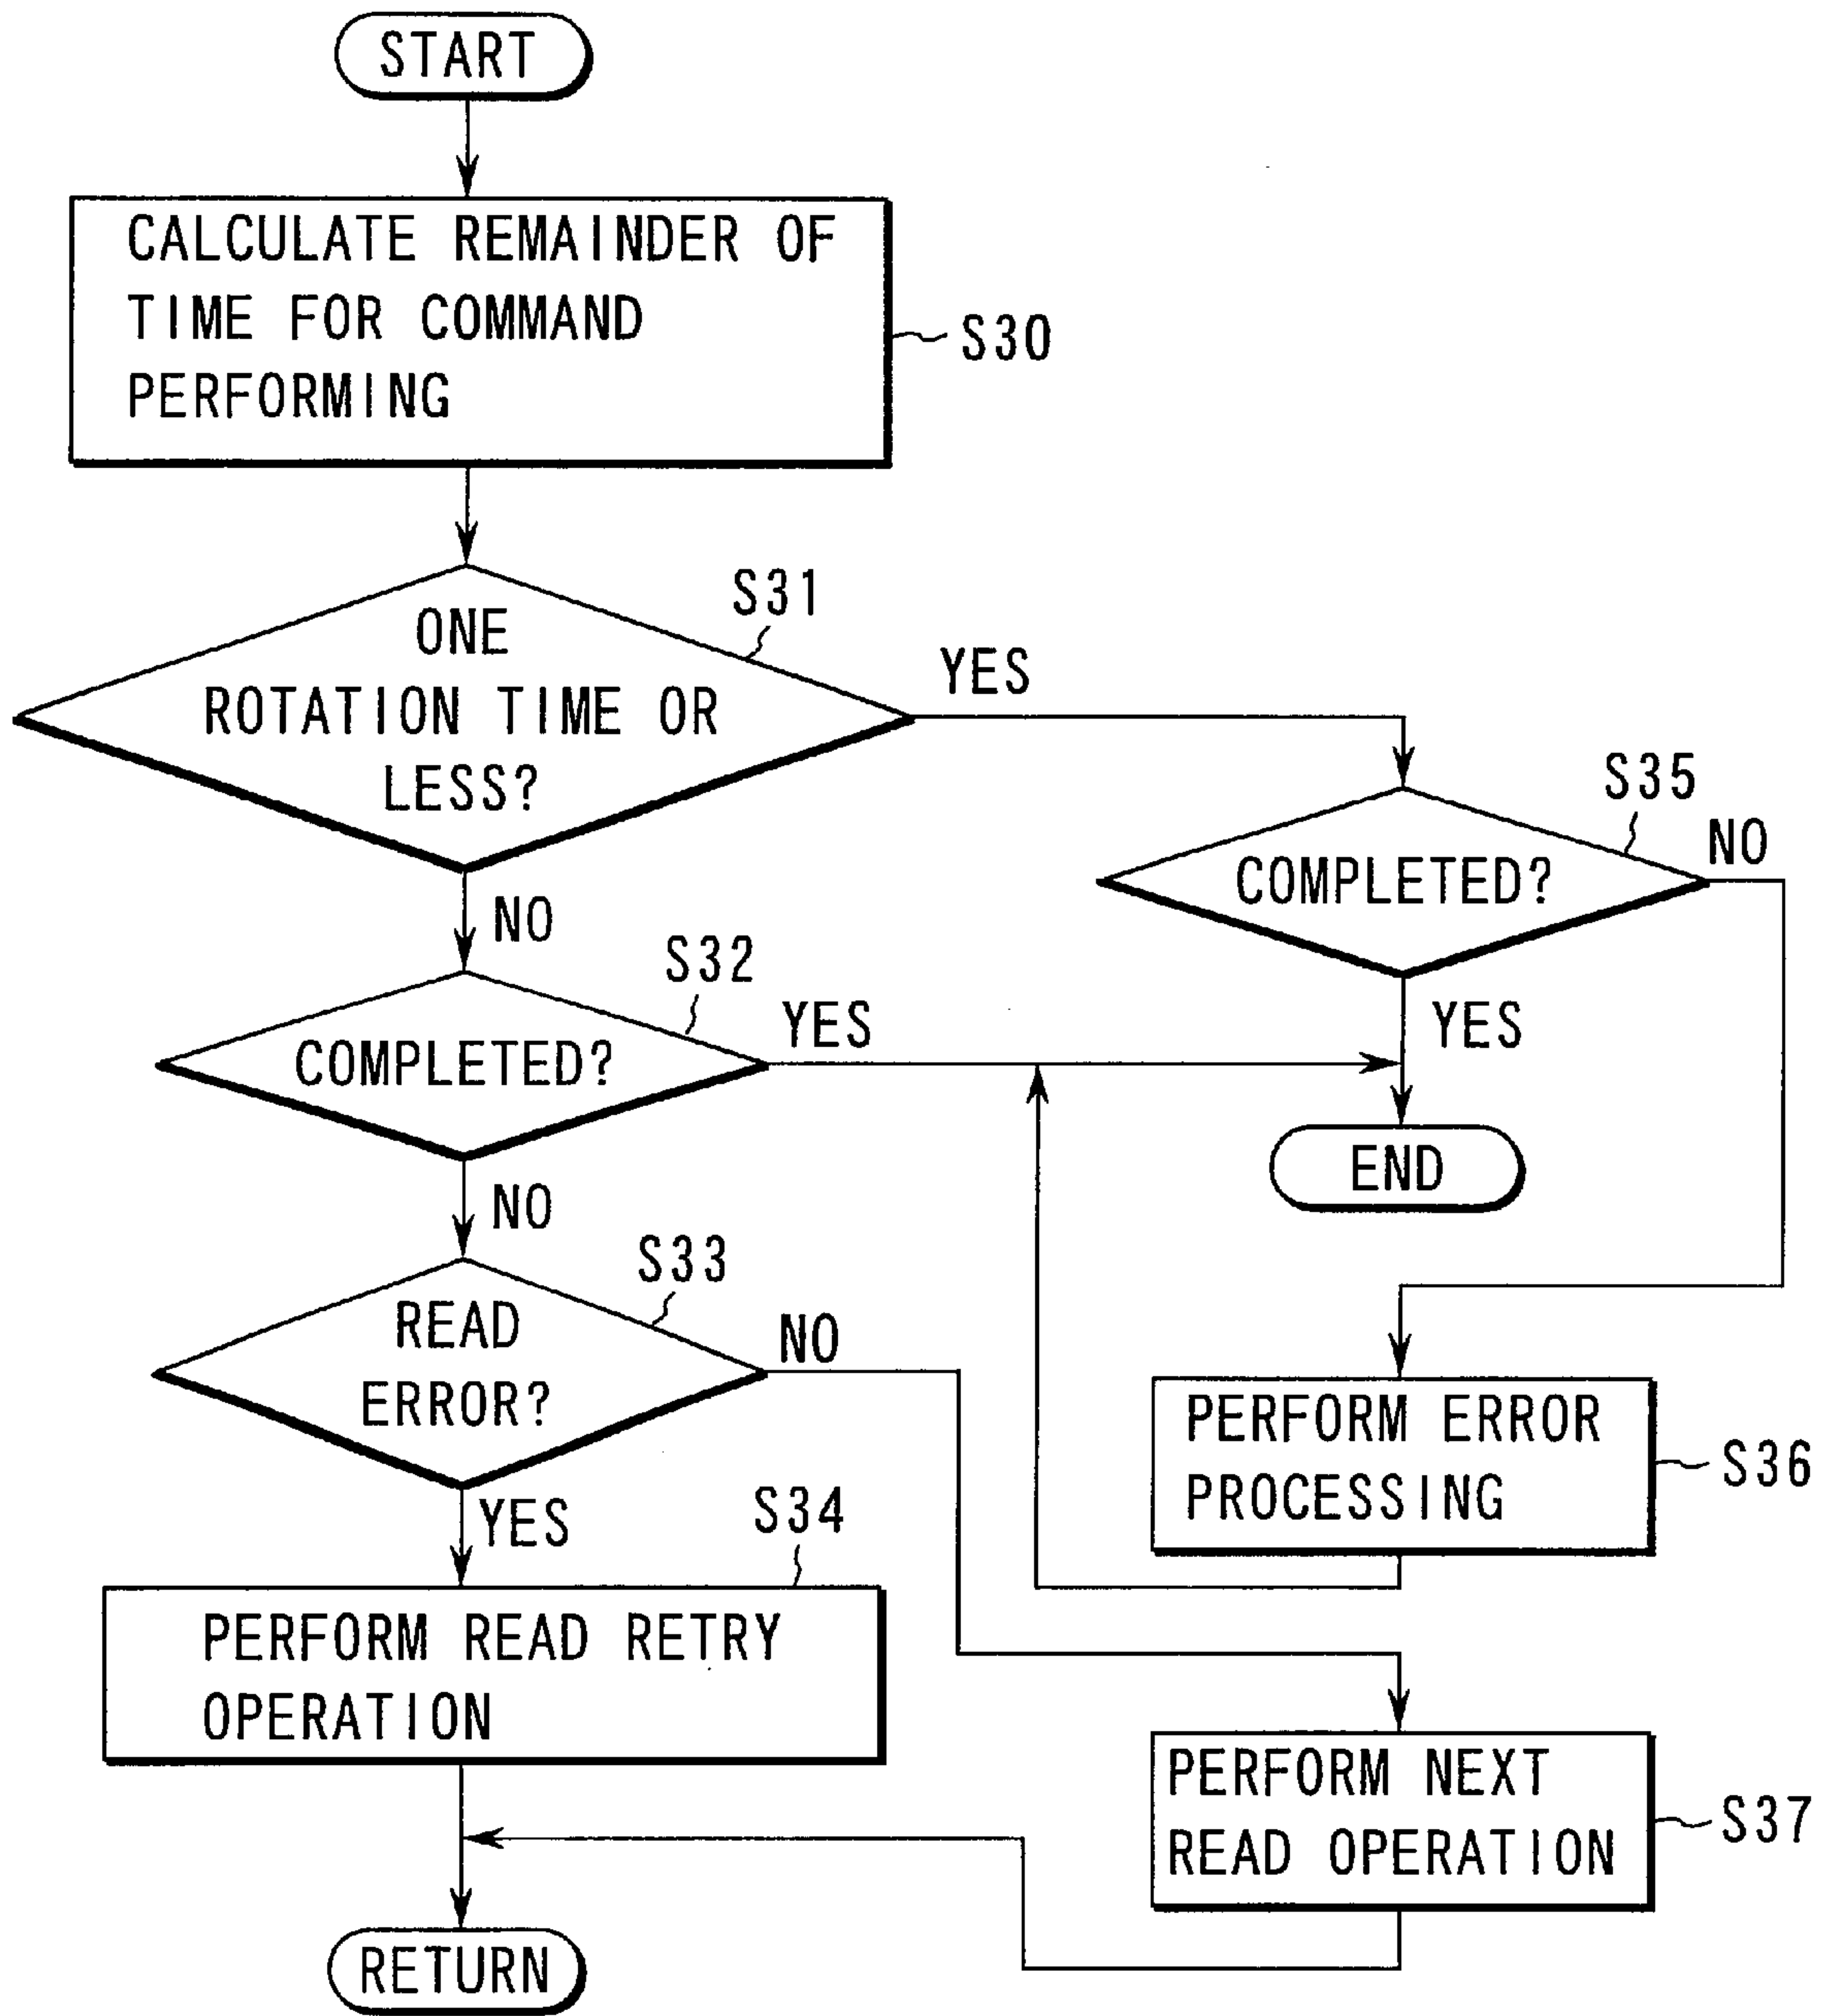 START
CALCULATE REMAINDER OF
TIME FOR COMMAND
PERFORMING
S30
S31
ONE
ROTATION TIME OR
LESS?
YES
NO
S35
COMPLETED?
NO
YES
S32
COMPLETED?
YES
NO
END
S33
READ
ERROR?
NO
YES
PERFORM ERROR
PROCESSING
S36
S34
PERFORM READ RETRY
OPERATION
PERFORM NEXT
READ OPERATION
S37
RETURN